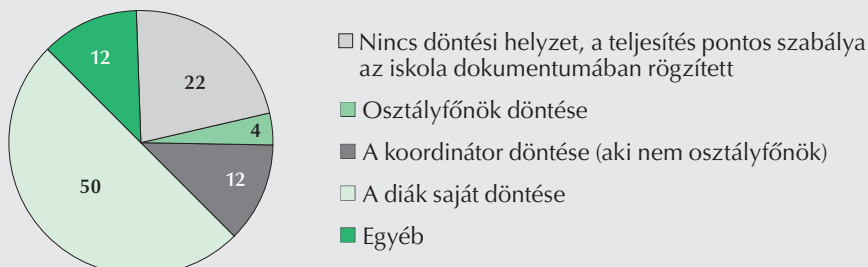 12
22
4
12
50
Nincs döntési helyzet, a teljesítés pontos szabálya
az iskola dokumentumában rögzített
Osztályfőnök döntése
A koordinátor döntése (aki nem osztályfőnök)
A diák saját döntése
Egyéb